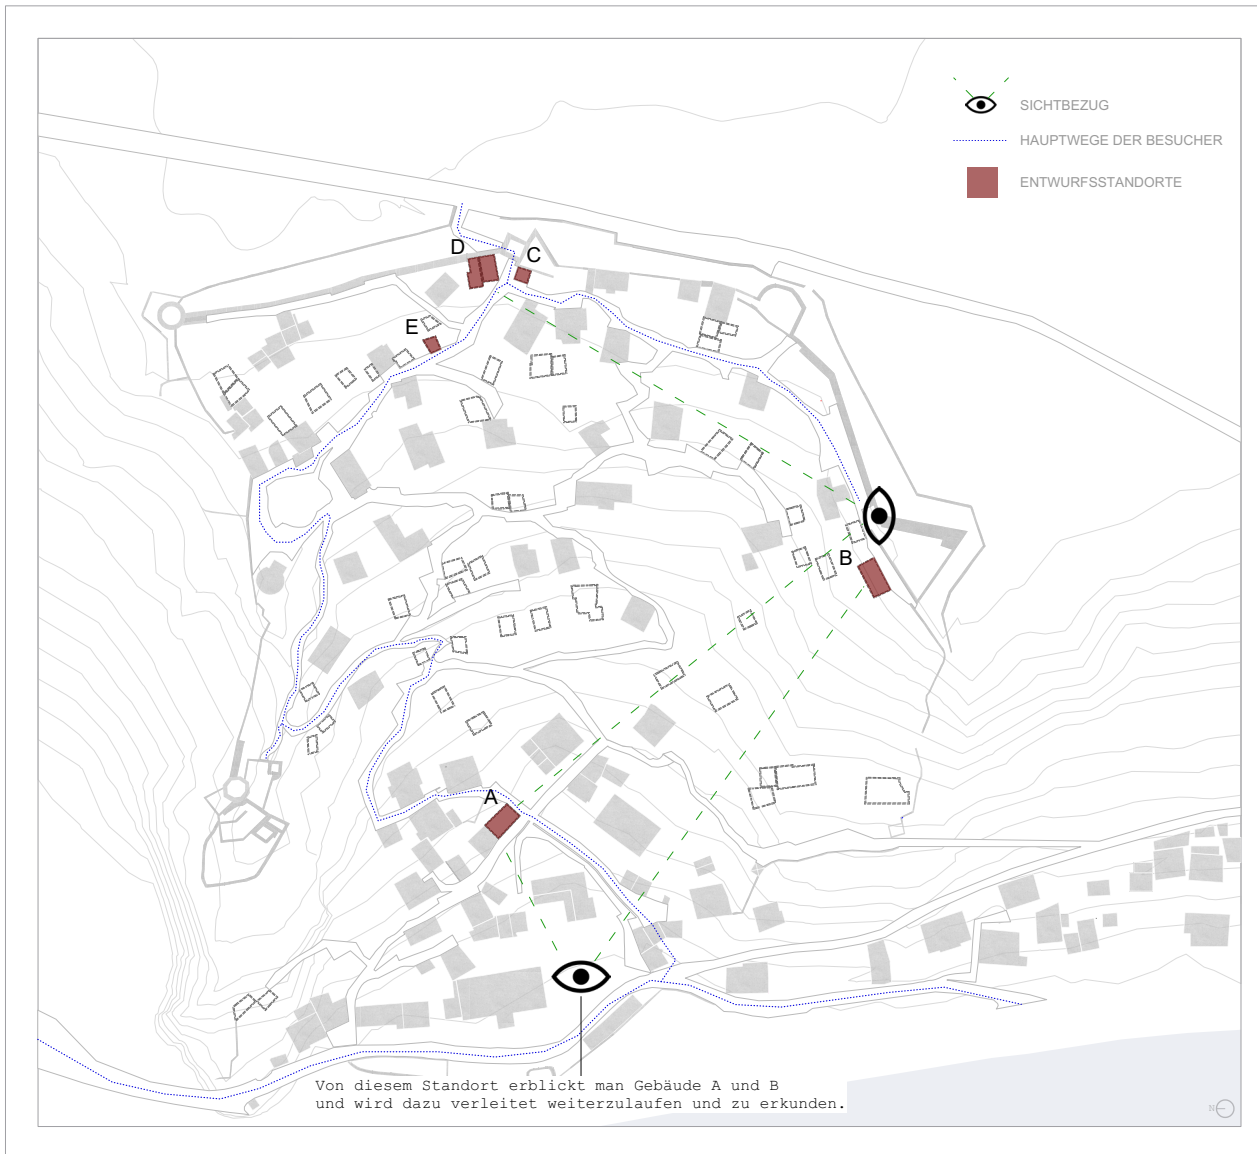 SICHTBEZUG
HAUPTWEGE DER BESUCHER
ENTWURFSSTANDORTE
D
C
E
B
A
Von diesem Standort erblickt man Gebäude A und B
und wird dazu verleitet weiterzulaufen und zu erkunden.
N